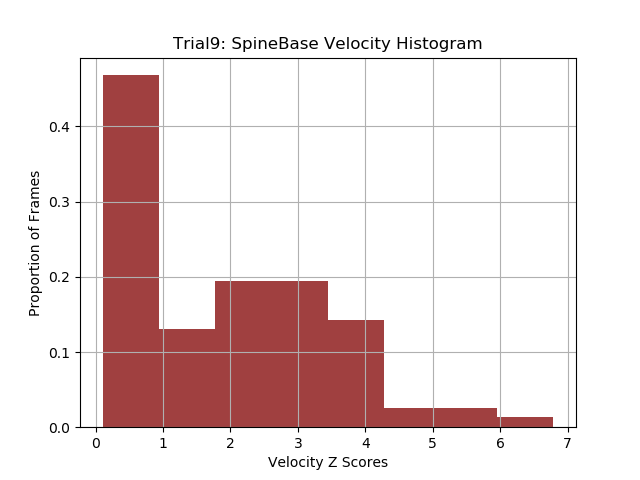 Trial9: SpineBase Velocity Histogram
Proportion of Frames
0.4
0.3
0.2
0.1
0.0
0 1 2 3 4 5 6 7
Velocity Z Scores